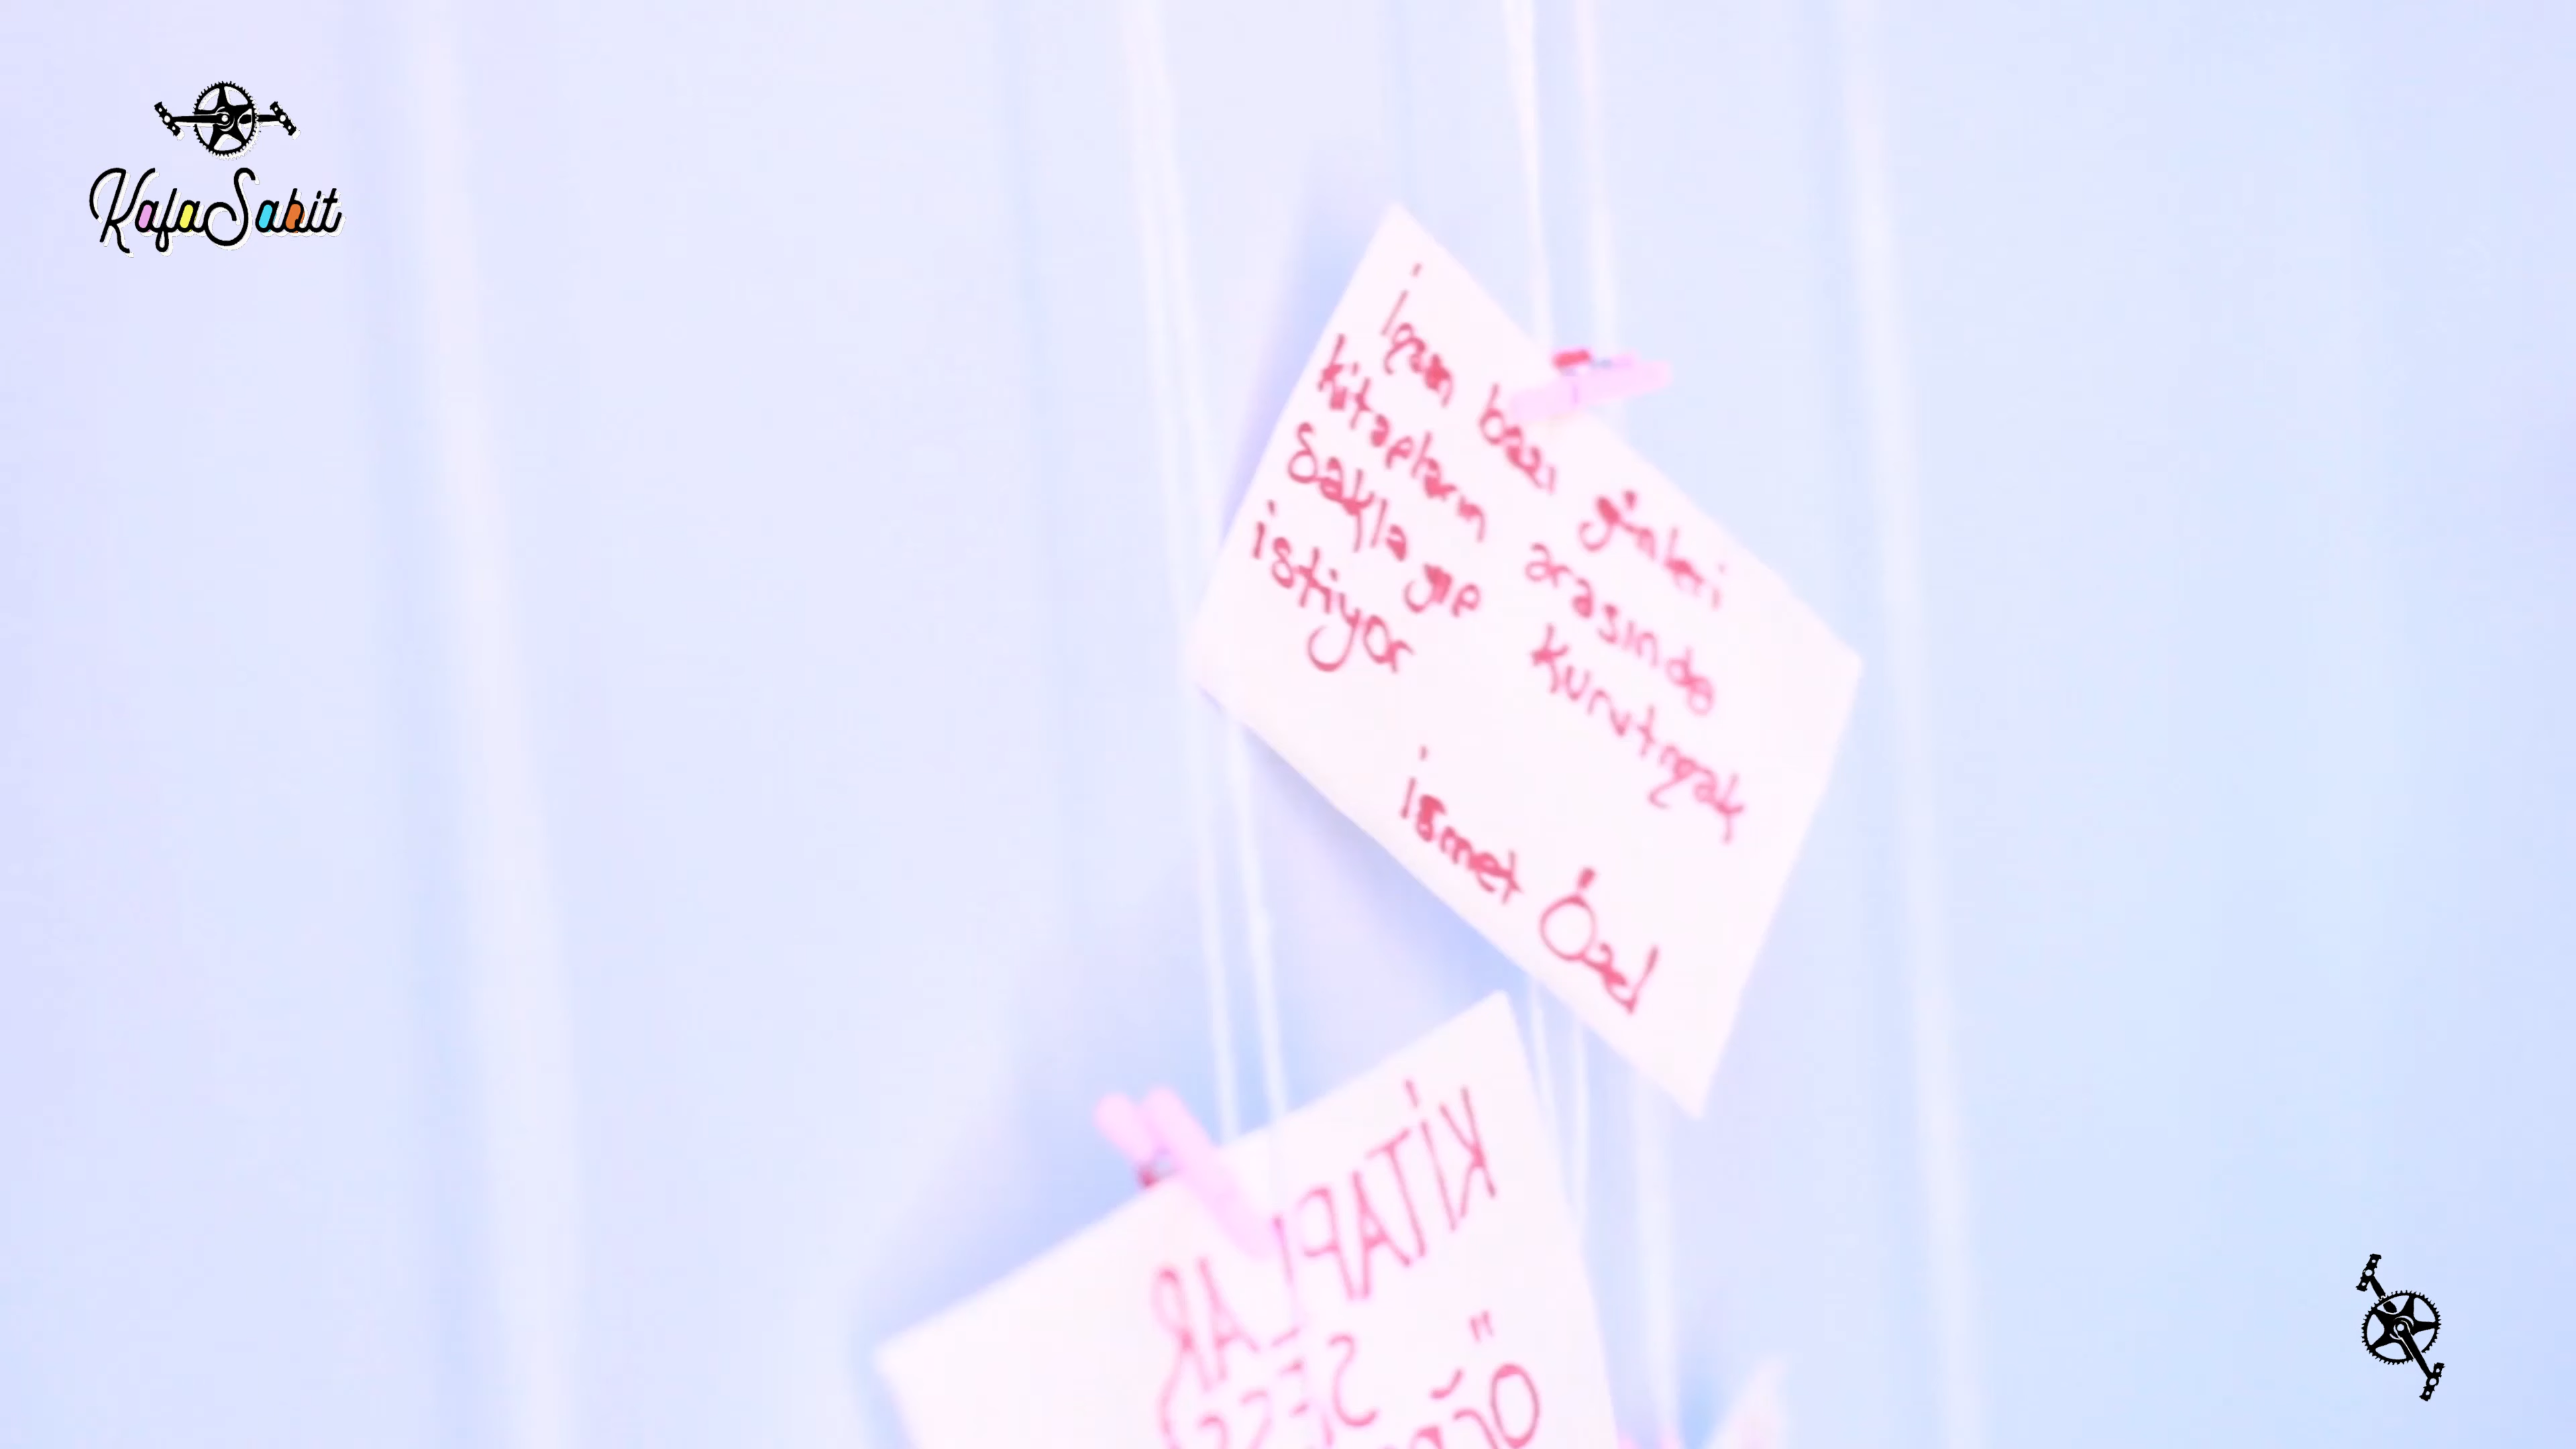 KafaSabit
İnsan bazı günleri
kitapların arasında
saklayıp kurutmak
istiyor
İsmet Özel
KİTAPLAR